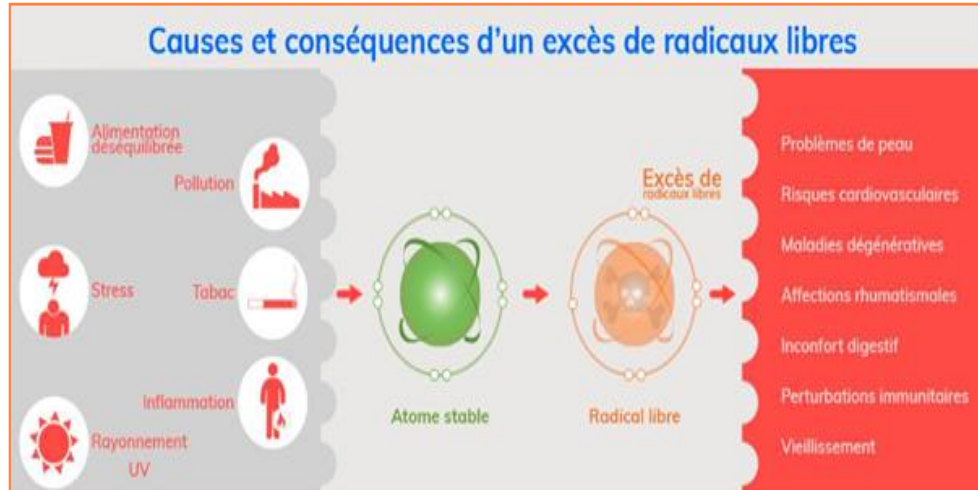 Causes et conséquences d'un excès de radicaux libres
Alimentation
déséquilibrée
Pollution
Stress
Tabac
Inflammation
Rayonnement
UV
Atome stable
Excès de
radicaux libres
Radical libre
Problèmes de peau
Risques cardiovasculaires
Maladies dégénératives
Affections rhumatismales
Inconfort digestif
Perturbations immunitaires
Vieillissement